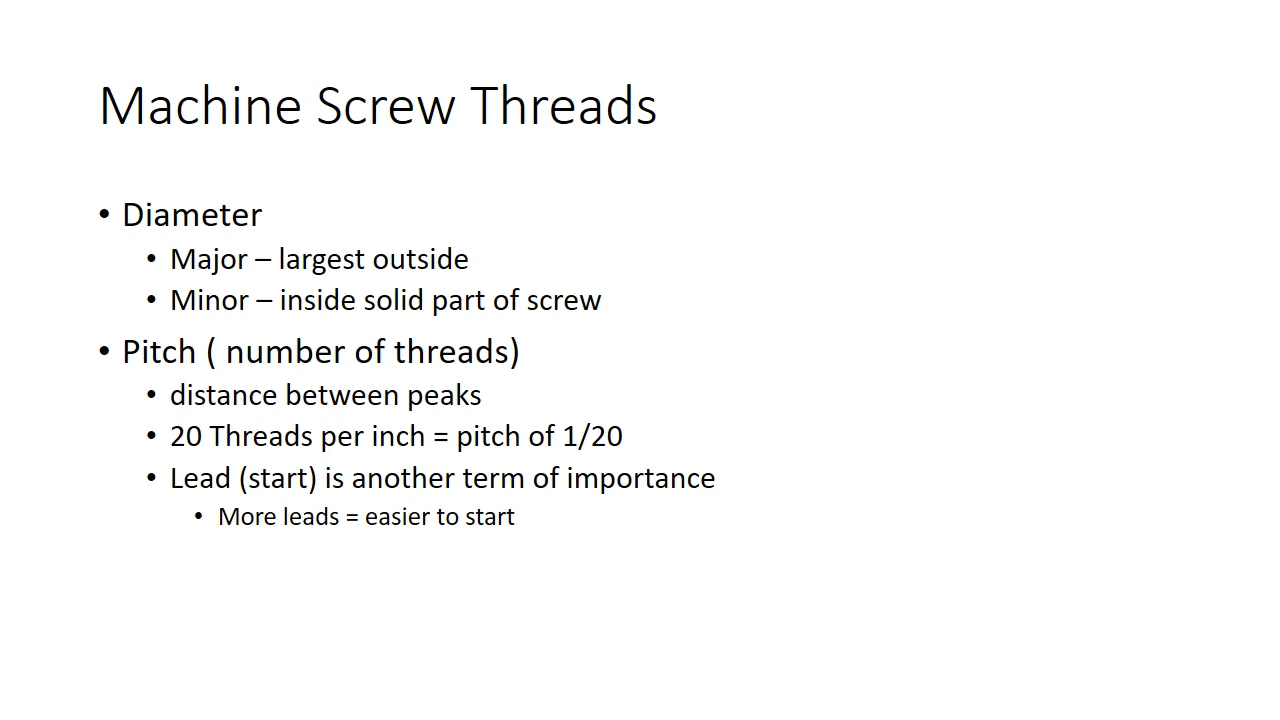 Machine Screw Threads
• Diameter
• Major – largest outside
• Minor – inside solid part of screw
• Pitch ( number of threads)
• distance between peaks
• 20 Threads per inch = pitch of 1/20
• Lead (start) is another term of importance
• More leads = easier to start